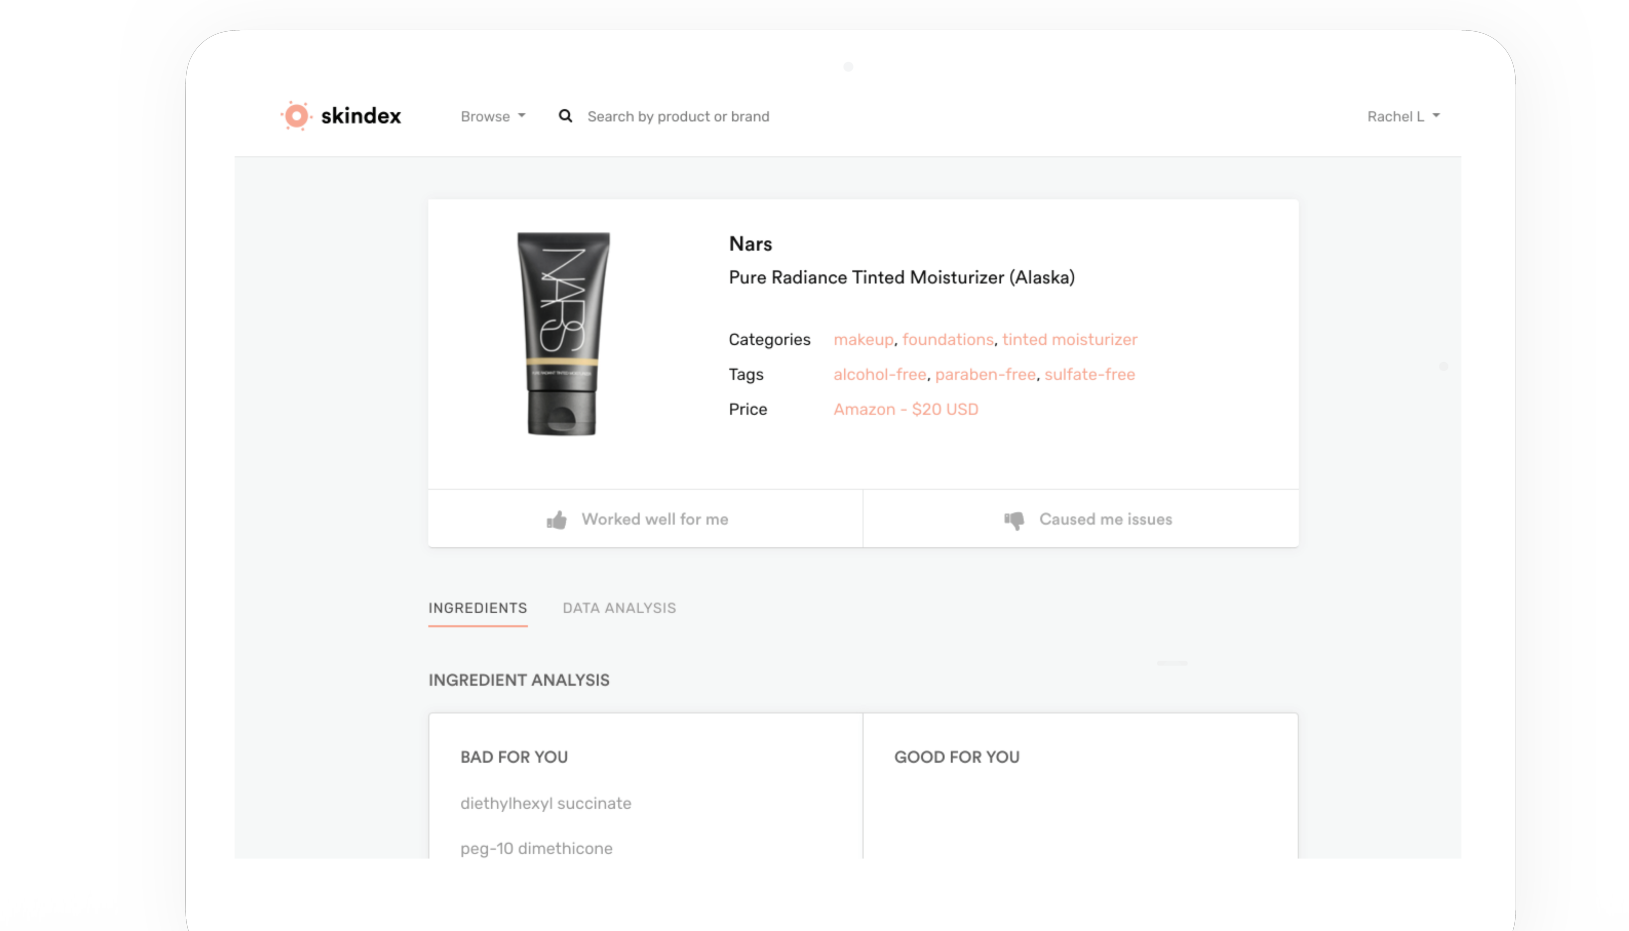 skindex
Browse
Search by product or brand
Rachel L
NARS
Nars
Pure Radiance Tinted Moisturizer (Alaska)
Categories makeup, foundations, tinted moisturizer
Tags alcohol-free, paraben-free, sulfate-free
Price Amazon - $20 USD
Worked well for me
Caused me issues
INGREDIENTS
DATA ANALYSIS
INGREDIENT ANALYSIS
BAD FOR YOU
diethylhexyl succinate
peg-10 dimethicone
GOOD FOR YOU